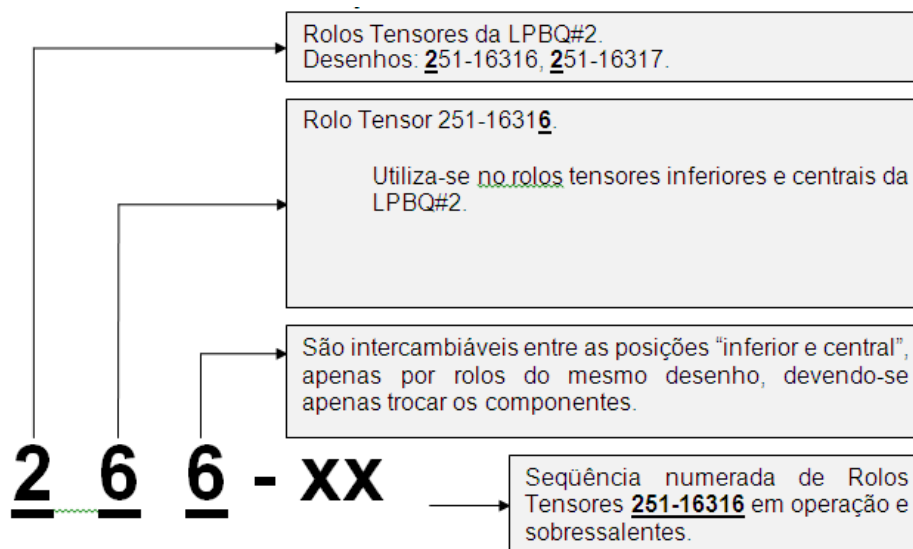 Rolos Tensores da LPBQ#2.
Desenhos: 251-16316, 251-16317.
Rolo Tensor 251-16316.
Utiliza-se no rolos tensores inferiores e centrais da
LPBQ#2.
São intercambiáveis entre as posições “inferior e central”,
apenas por rolos do mesmo desenho, devendo-se
apenas trocar os componentes.
2 6 6 - xx
Seqüência numerada de Rolos
Tensores 251-16316 em operação e
sobressalentes.